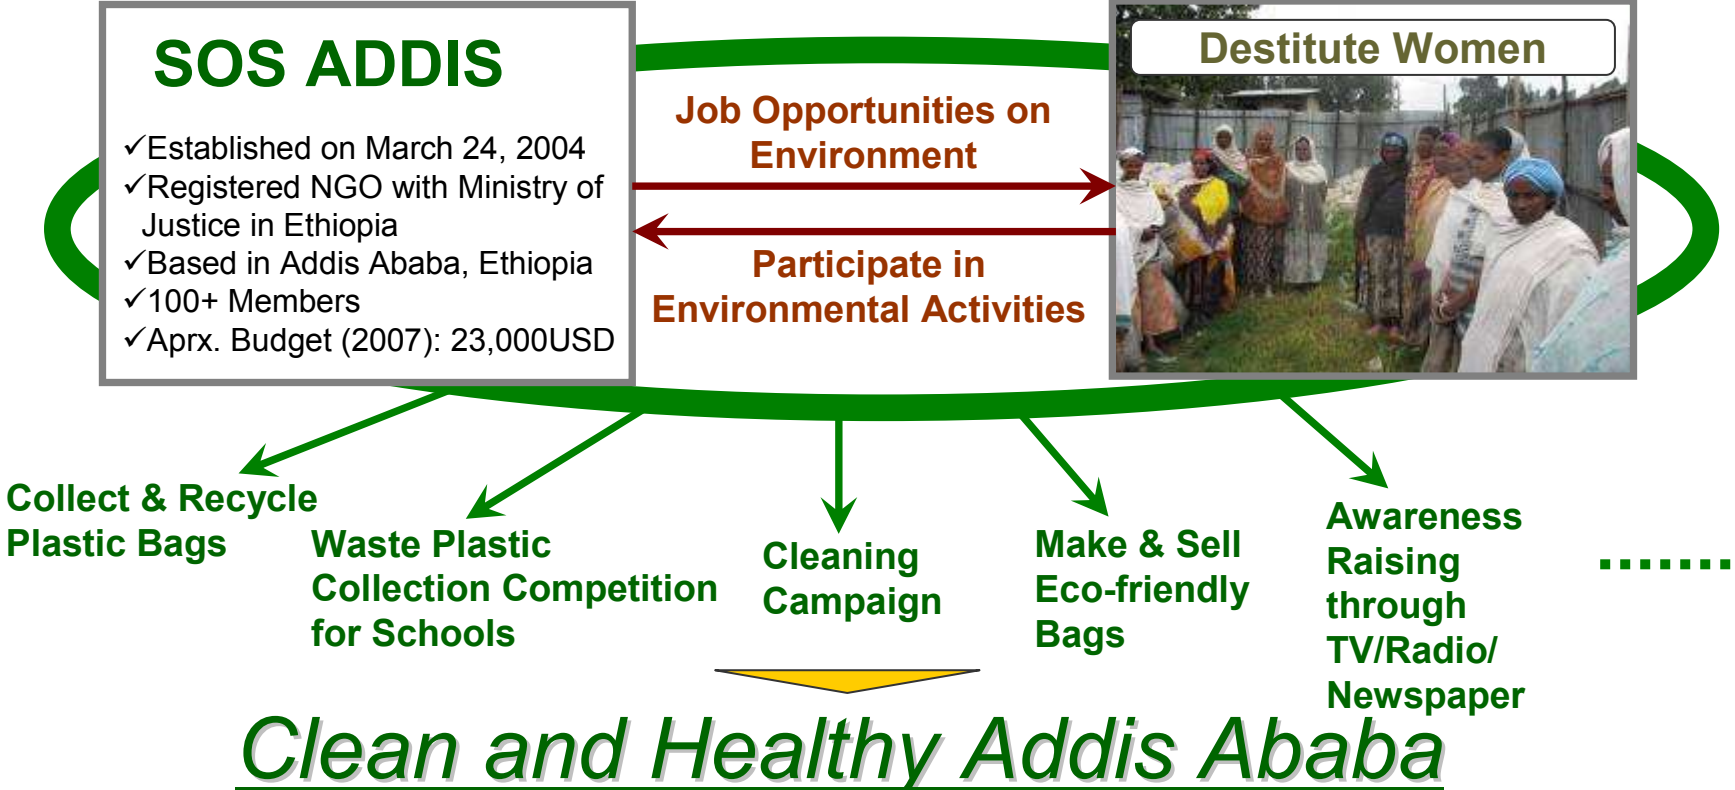 SOS ADDIS
✓Established on March 24, 2004
✓Registered NGO with Ministry of
Justice in Ethiopia
✓Based in Addis Ababa, Ethiopia
✓100+ Members
✓Aprx. Budget (2007): 23,000USD
Job Opportunities on
Environment
Participate in
Environmental Activities
Destitute Women
Collect & Recycle
Plastic Bags
Waste Plastic
Collection Competition
for Schools
Cleaning
Campaign
Make & Sell
Eco-friendly
Bags
Awareness
Raising
through
TV/Radio/
Newspaper
Clean and Healthy Addis Ababa